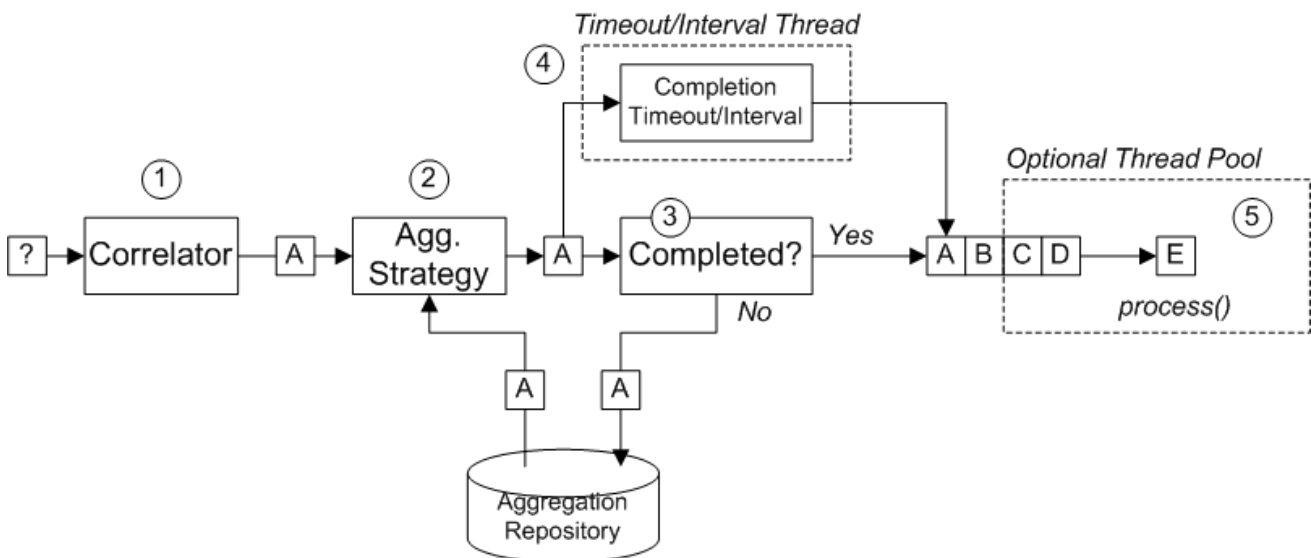 Timeout/Interval Thread
4
Completion
Timeout/Interval
Optional Thread Pool
1
2
3
5
?
Correlator
A
Agg.
Strategy
A
Completed?
Yes
A B C D
E
No
process()
A
A
Aggregation
Repository